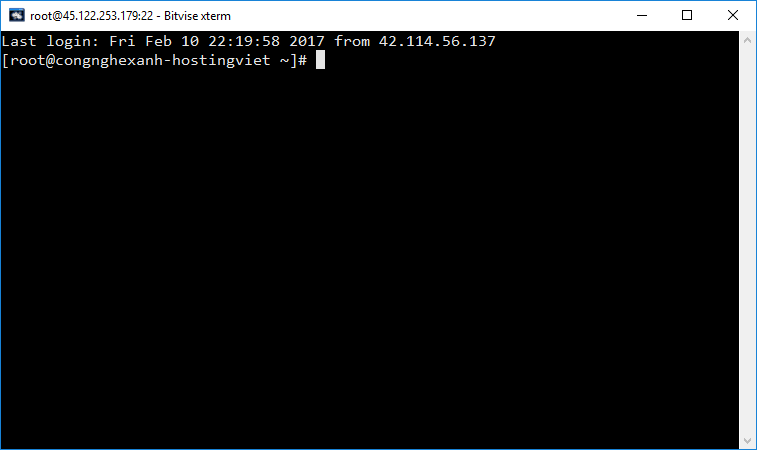 root@45.122.253.179:22 - Bitvise xterm
Last login: Fri Feb 10 22:19:58 2017 from 42.114.56.137
[root@congnghexanh-hostingviet ~]#